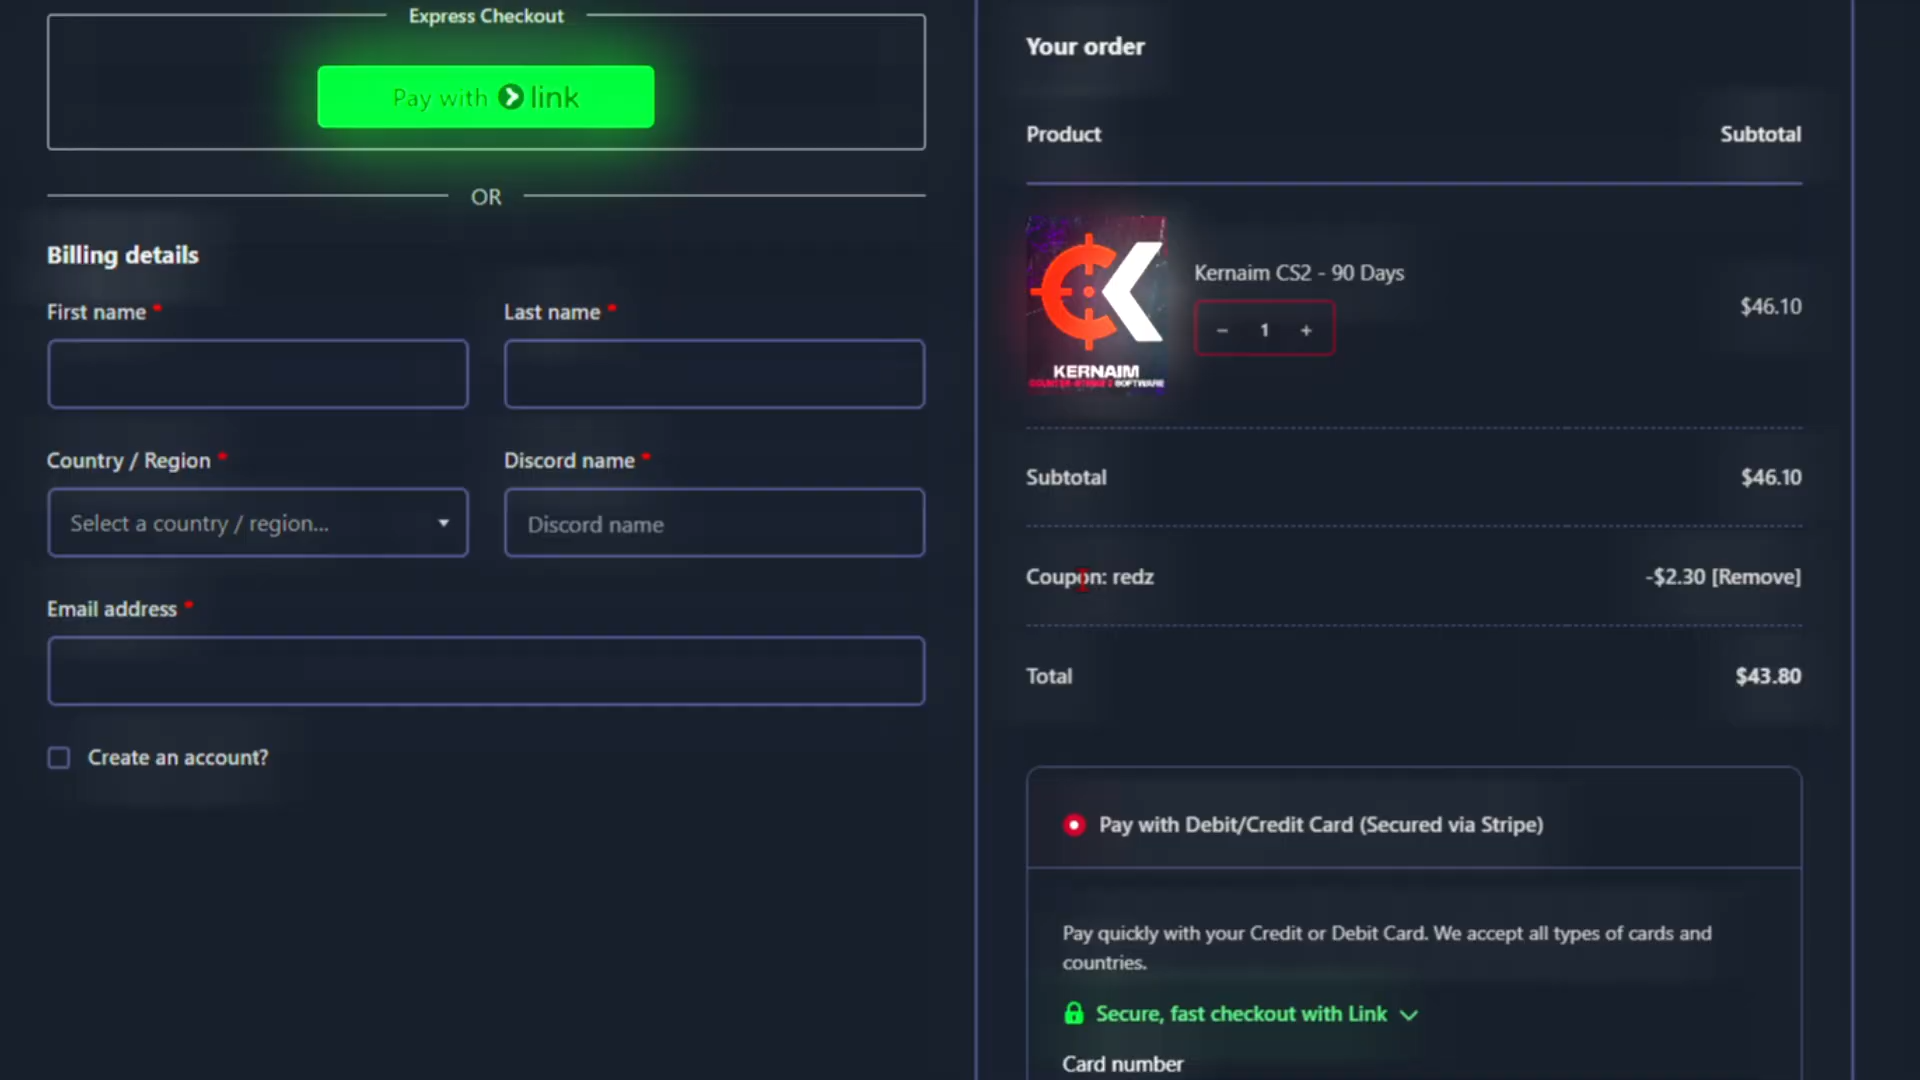 Express Checkout
Pay with link
OR
Billing details
First name *
Last name *
Country / Region *
Discord name *
Select a country / region...
Discord name
Email address *
Create an account?
Your order
Product Subtotal
KERNAIM
COUNTER-STRIKE 2 SOFTWARE
Kernaim CS2 - 90 Days
- 1 +
$46.10
Subtotal $46.10
Coupon: redz -$2.30 [Remove]
Total $43.80
Pay with Debit/Credit Card (Secured via Stripe)
Pay quickly with your Credit or Debit Card. We accept all types of cards and
countries.
Secure, fast checkout with Link
Card number